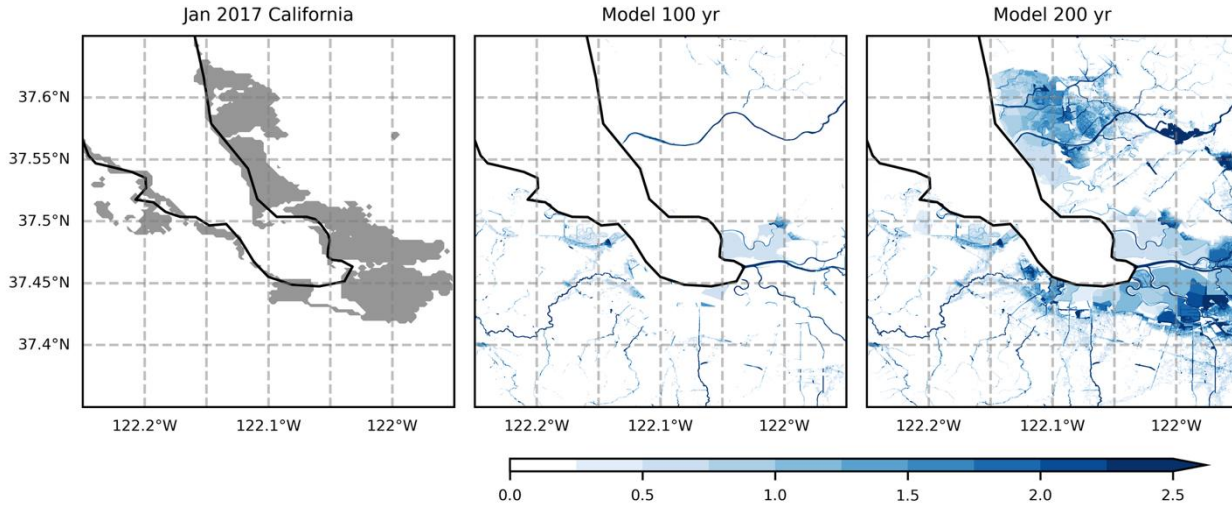 Jan 2017 California
Model 100 yr
Model 200 yr
37.6°N
37.55°N
37.5°N
37.45°N
37.4°N
122.2°W 122.1°W 122°W
122.2°W 122.1°W 122°W
122.2°W 122.1°W 122°W
0.0 0.5 1.0 1.5 2.0 2.5